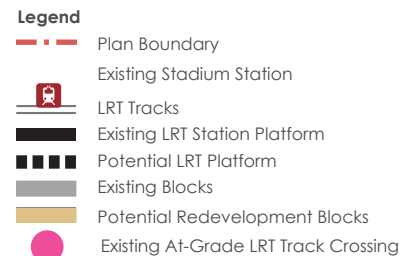 Legend
Plan Boundary
Existing Stadium Station
LRT Tracks
Existing LRT Station Platform
Potential LRT Platform
Existing Blocks
Potential Redevelopment Blocks
Existing At-Grade LRT Track Crossing